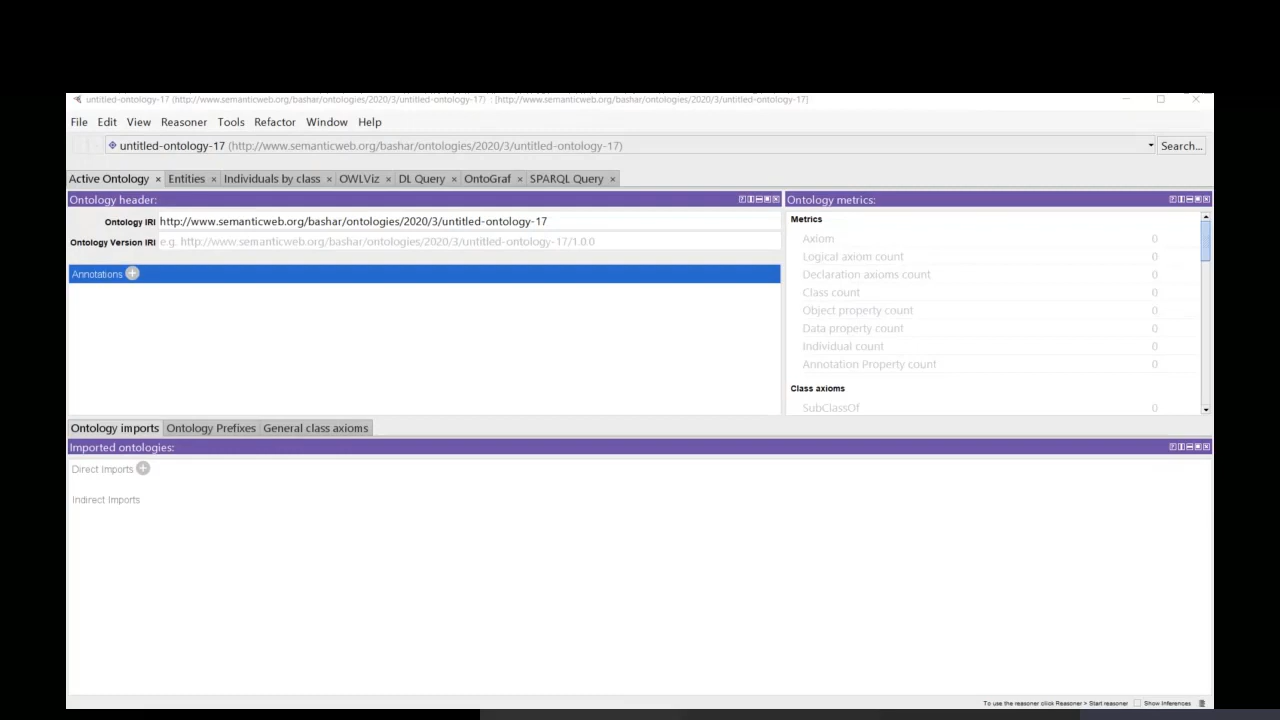 untitled-ontology-17 (http://www.semanticweb.org/bashar/ontologies/2020/3/untitled-ontology-17) : [http://www.semanticweb.org/bashar/ontologies/2020/3/untitled-ontology-17]
File Edit View Reasoner Tools Refactor Window Help
untitled-ontology-17 (http://www.semanticweb.org/bashar/ontologies/2020/3/untitled-ontology-17) Search...
Active Ontology × Entities × Individuals by class × OWLViz × DL Query × OntoGraf × SPARQL Query ×
Ontology header:
Ontology IRI http://www.semanticweb.org/bashar/ontologies/2020/3/untitled-ontology-17
Ontology Version IRI e.g. http://www.semanticweb.org/bashar/ontologies/2020/3/untitled-ontology-17/1.0.0
Annotations
Ontology metrics:
Metrics
Axiom 0
Logical axiom count 0
Declaration axioms count 0
Class count 0
Object property count 0
Data property count 0
Individual count 0
Annotation Property count 0
Class axioms
SubClassOf 0
Ontology imports Ontology Prefixes General class axioms
Imported ontologies:
Direct Imports
Indirect Imports
To use the reasoner click Reasoner > Start reasoner Show Inferences